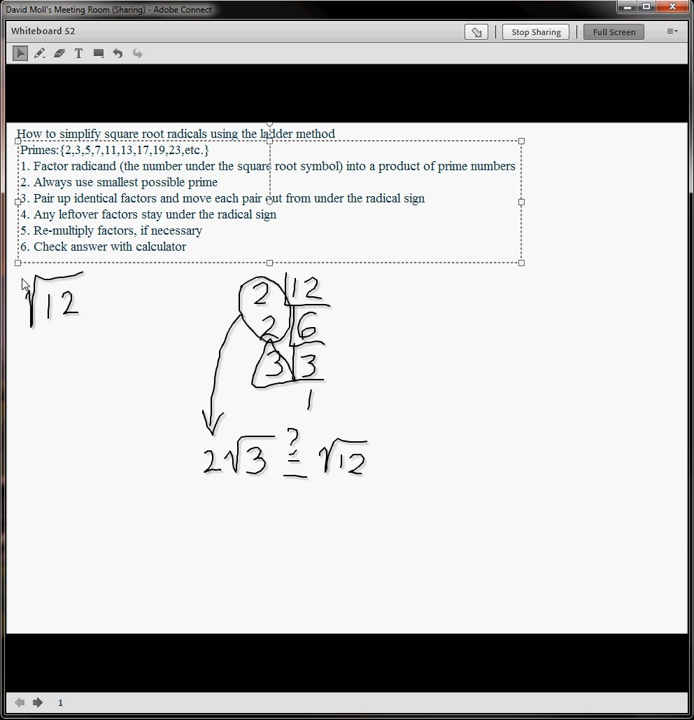 David Moll's Meeting Room (Sharing) - Adobe Connect
Whiteboard 52
Stop Sharing
Full Screen
T
How to simplify square root radicals using the ladder method
Primes:{2,3,5,7,11,13,17,19,23,etc.}
1. Factor radicand (the number under the square root symbol) into a product of prime numbers
2. Always use smallest possible prime
3. Pair up identical factors and move each pair out from under the radical sign
4. Any leftover factors stay under the radical sign
5. Re-multiply factors, if necessary
6. Check answer with calculator
√12
2 12
2 6
3 3
1
2√3 ≟ √12
1